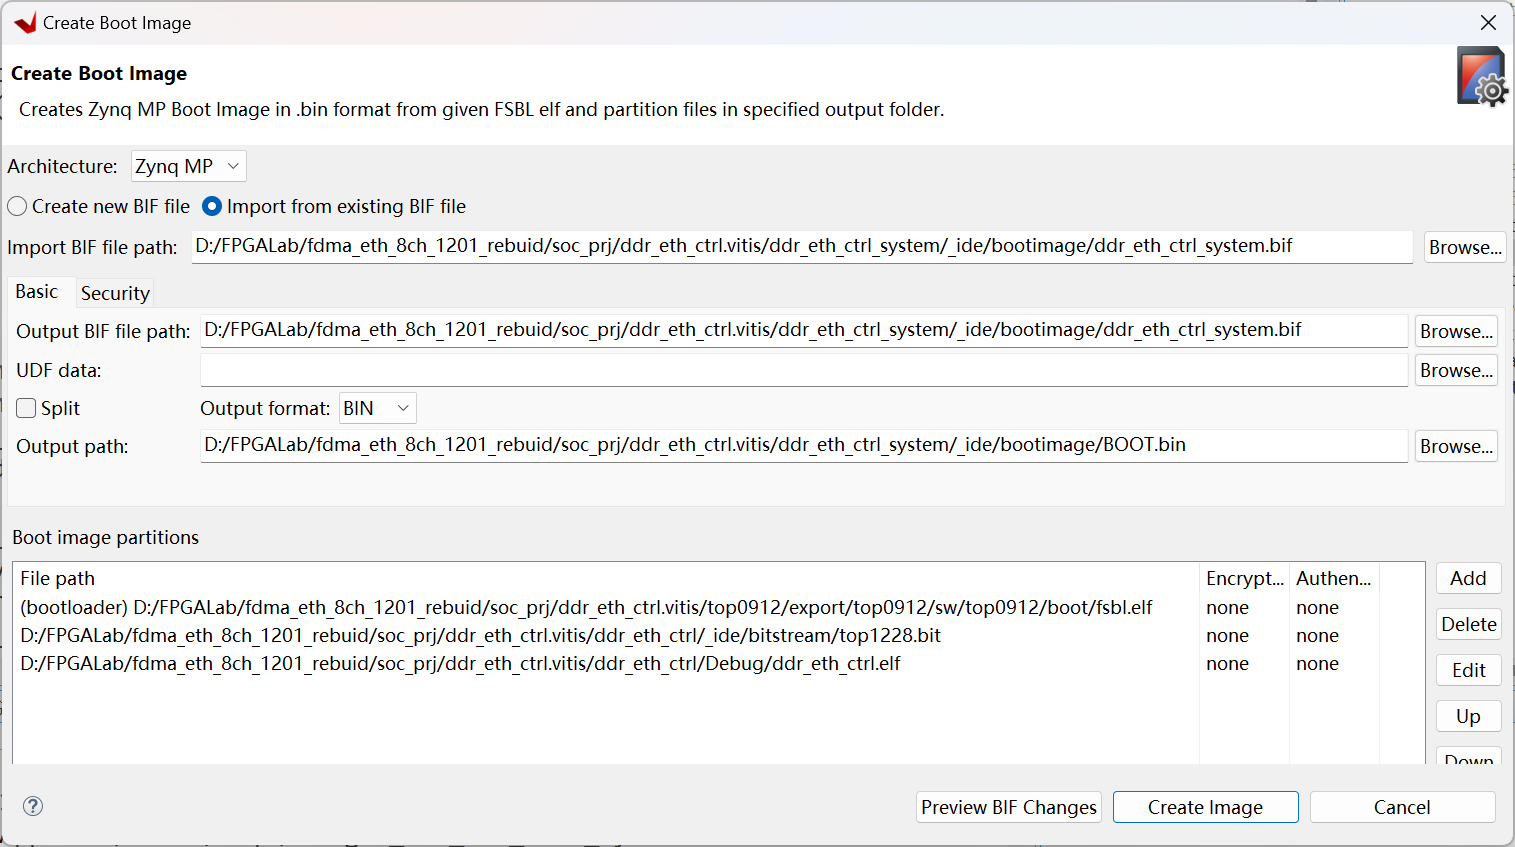 Create Boot Image
Create Boot Image
Creates Zynq MP Boot Image in .bin format from given FSBL elf and partition files in specified output folder.
Architecture: Zynq MP
Create new BIF file Import from existing BIF file
Import BIF file path: D:/FPGALab/fdma_eth_8ch_1201_rebuid/soc_prj/ddr_eth_ctrl.vitis/ddr_eth_ctrl_system/_ide/bootimage/ddr_eth_ctrl_system.bif Browse...
Basic Security
Output BIF file path: D:/FPGALab/fdma_eth_8ch_1201_rebuid/soc_prj/ddr_eth_ctrl.vitis/ddr_eth_ctrl_system/_ide/bootimage/ddr_eth_ctrl_system.bif Browse...
UDF data: Browse...
Split Output format: BIN
Output path: D:/FPGALab/fdma_eth_8ch_1201_rebuid/soc_prj/ddr_eth_ctrl.vitis/ddr_eth_ctrl_system/_ide/bootimage/BOOT.bin Browse...
Boot image partitions
File path Encrypt... Authen... Add
(bootloader) D:/FPGALab/fdma_eth_8ch_1201_rebuid/soc_prj/ddr_eth_ctrl.vitis/top0912/export/top0912/sw/top0912/boot/fsbl.elf none none
D:/FPGALab/fdma_eth_8ch_1201_rebuid/soc_prj/ddr_eth_ctrl.vitis/ddr_eth_ctrl/_ide/bitstream/top1228.bit none none Delete
D:/FPGALab/fdma_eth_8ch_1201_rebuid/soc_prj/ddr_eth_ctrl.vitis/ddr_eth_ctrl/Debug/ddr_eth_ctrl.elf none none Edit
Up
Down
Preview BIF Changes Create Image Cancel